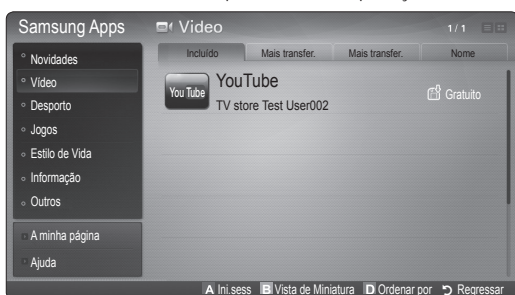 Samsung Apps
Video
1/1
Novidades
Vídeo
Desporto
Jogos
Estilo de Vida
Informação
Outros
A minha página
Ajuda
Incluído Mais transfer. Mais transfer. Nome
You Tube
YouTube
TV store Test User002
Gratuito
A Ini.sess B Vista de Miniatura D Ordenar por Regressar